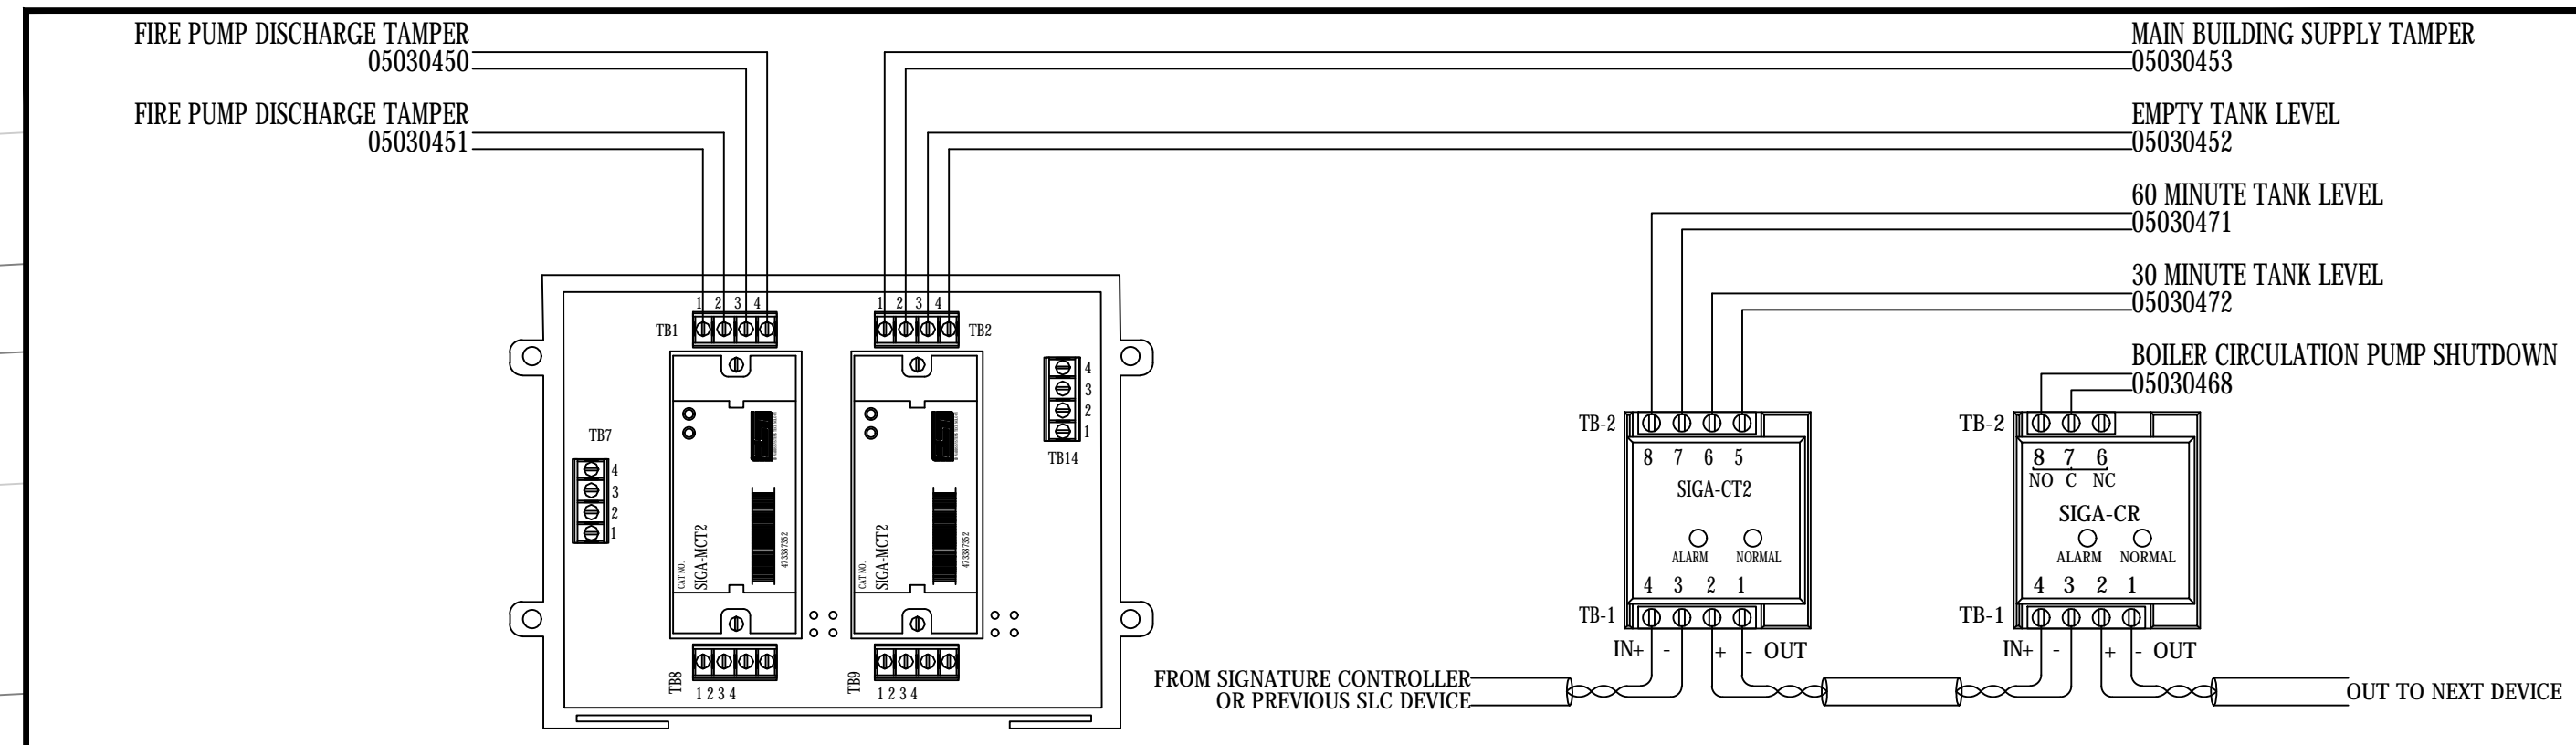 FIRE PUMP DISCHARGE TAMPER
05030450
FIRE PUMP DISCHARGE TAMPER
05030451
MAIN BUILDING SUPPLY TAMPER
05030453
EMPTY TANK LEVEL
05030452
60 MINUTE TANK LEVEL
05030471
30 MINUTE TANK LEVEL
05030472
BOILER CIRCULATION PUMP SHUTDOWN
05030468
1 2 3 4
TB1
1 2 3 4
TB2
4
3
2
1
TB14
TB7
4
3
2
1
CAT NO.
SIGA-MCT2
473387352
CAT NO.
SIGA-MCT2
473387352
TB8
1 2 3 4
TB9
1 2 3 4
TB-2
8 7 6 5
SIGA-CT2
ALARM NORMAL
4 3 2 1
TB-1
IN+ - + - OUT
TB-2
8 7 6
NO C NC
SIGA-CR
ALARM NORMAL
4 3 2 1
TB-1
IN+ - + - OUT
FROM SIGNATURE CONTROLLER
OR PREVIOUS SLC DEVICE
OUT TO NEXT DEVICE